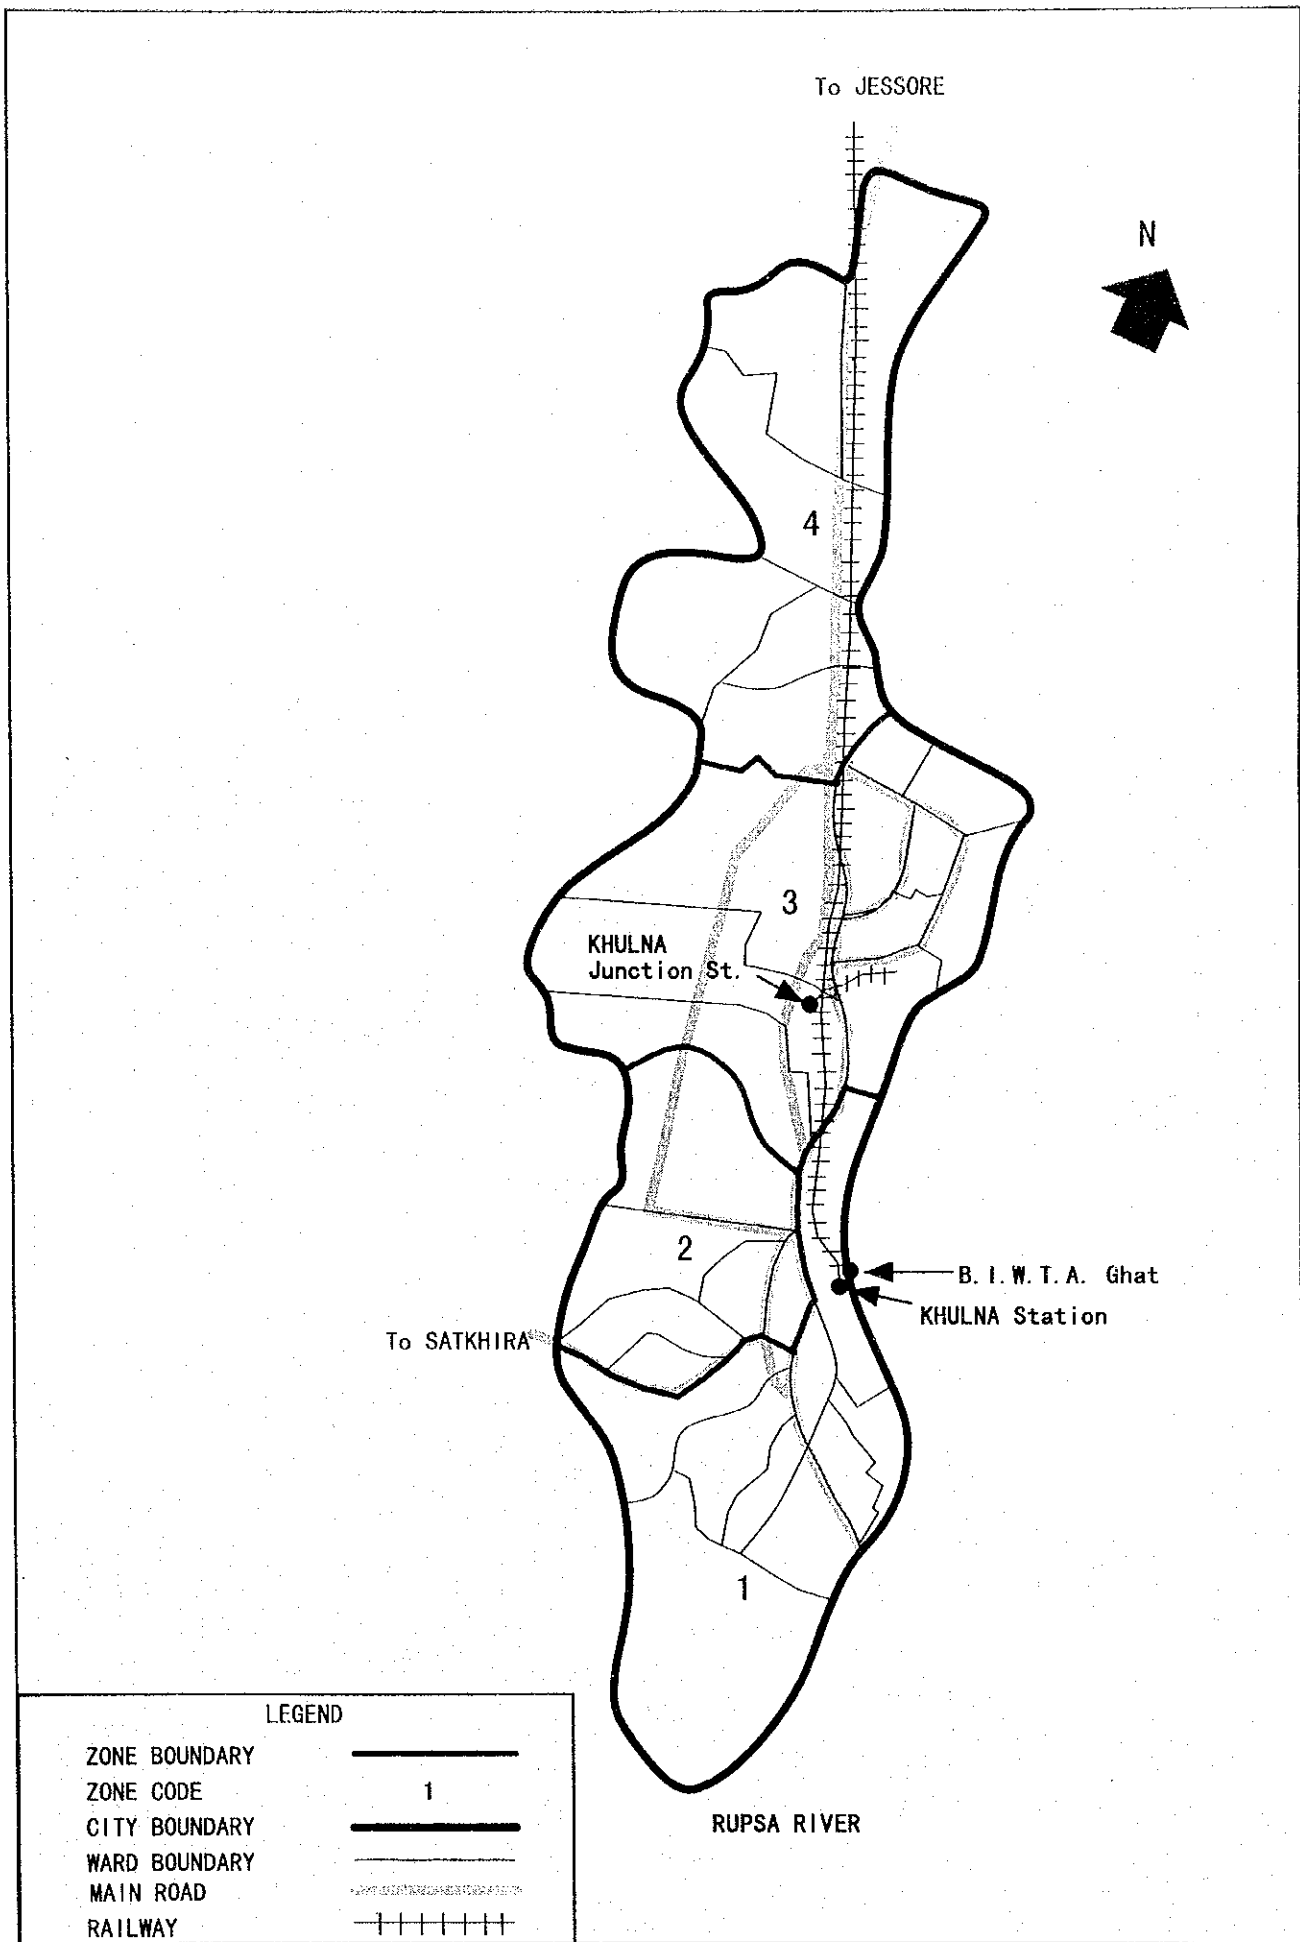 To JESSORE
N
4
3
KHULNA
Junction St.
2
B.I.W.T.A. Ghat
KHULNA Station
To SATKHIRA
1
LEGEND
ZONE BOUNDARY
ZONE CODE 1
CITY BOUNDARY
WARD BOUNDARY
MAIN ROAD
RAILWAY
RUPSA RIVER